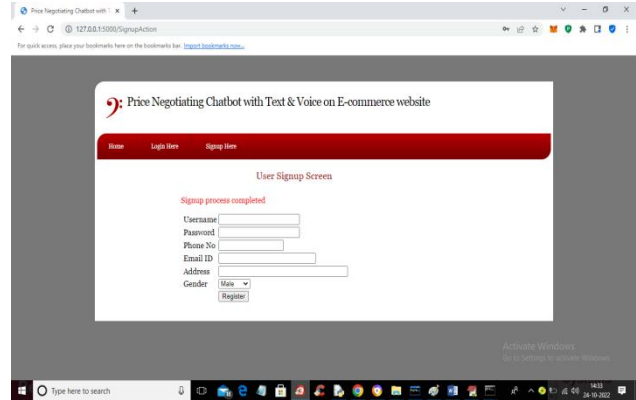 Price Negotiating Chatbot with T
127.0.0.1:5000/SignupAction
For quick access, place your bookmarks here on the bookmarks bar. Import bookmarks now...
Price Negotiating Chatbot with Text & Voice on E-commerce website
Home Login Here Signup Here
User Signup Screen
Signup process completed
Username
Password
Phone No
Email ID
Address
Gender Male
Register
Activate Windows
Go to Settings to activate Windows.
Type here to search
14:33
24-10-2022